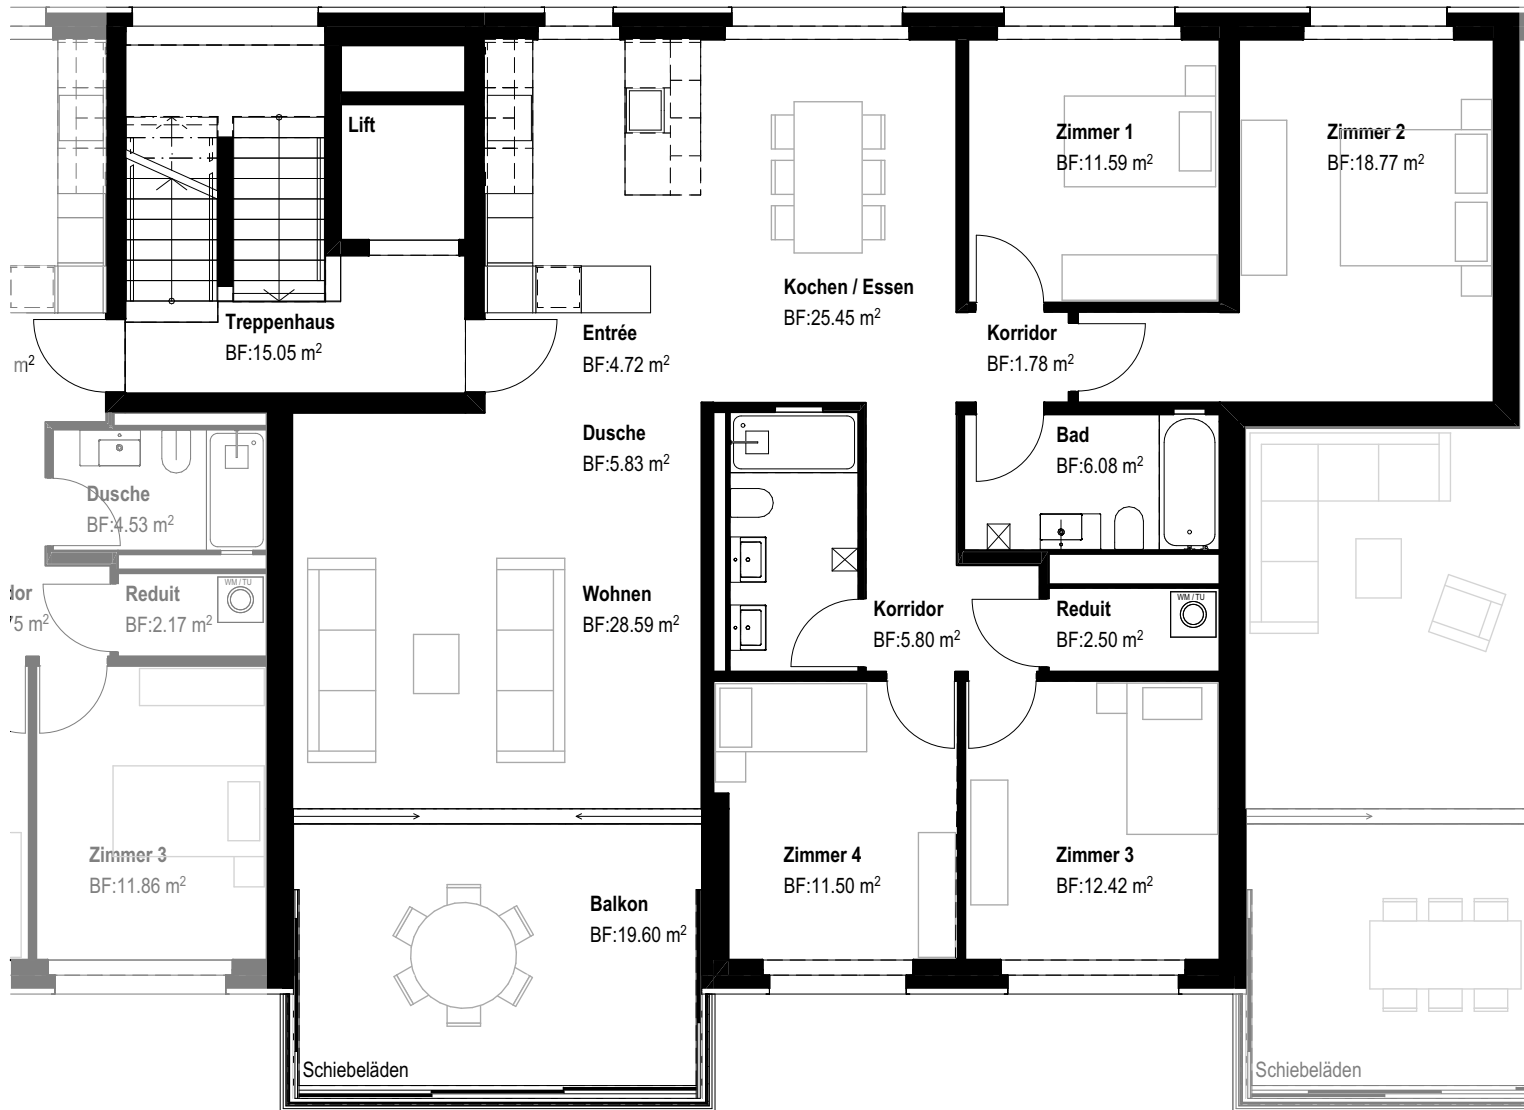 Lift
Zimmer 1
BF:11.59 m²
Zimmer 2
BF:18.77 m²
Kochen / Essen
BF:25.45 m²
Treppenhaus
BF:15.05 m²
Entrée
BF:4.72 m²
Korridor
BF:1.78 m²
m²
Dusche
BF:5.83 m²
Bad
BF:6.08 m²
Dusche
BF:4.53 m²
dor
75 m²
Reduit
BF:2.17 m²
WM / TU
Wohnen
BF:28.59 m²
Korridor
BF:5.80 m²
Reduit
BF:2.50 m²
WM / TU
Zimmer 3
BF:11.86 m²
Zimmer 4
BF:11.50 m²
Zimmer 3
BF:12.42 m²
Balkon
BF:19.60 m²
Schiebeläden
Schiebeläden